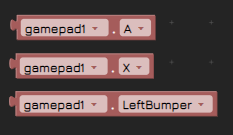 gamepad1 . A
gamepad1 . X
gamepad1 . LeftBumper